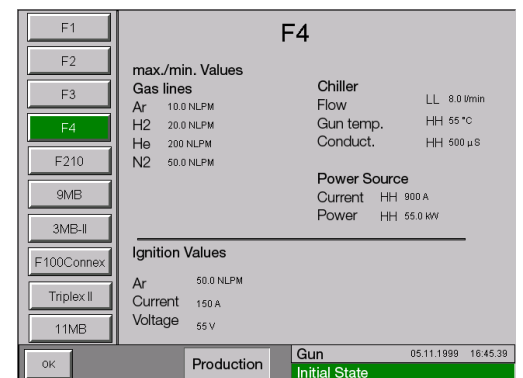 F1
F2
F3
F4
F210
9MB
3MB-II
F100Connex
Triplex II
11MB
OK
F4
max./min. Values
Gas lines
Ar 10.0 NLPM
H2 20.0 NLPM
He 200 NLPM
N2 50.0 NLPM
Chiller
Flow LL 8.0 l/min
Gun temp. HH 55 °C
Conduct. HH 500 µS
Power Source
Current HH 900 A
Power HH 55.0 kW
Ignition Values
Ar 50.0 NLPM
Current 150 A
Voltage 55 V
Production
Gun 05.11.1999 16:45.39
Initial State